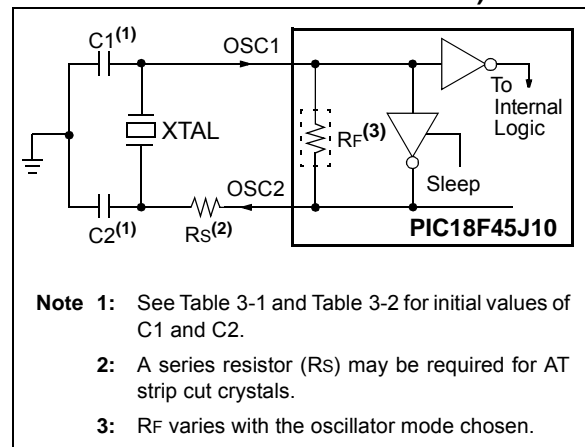 C1(1)
OSC1
To
Internal
Logic
XTAL
RF(3)
Sleep
OSC2
C2(1)
RS(2)
PIC18F45J10
Note 1: See Table 3-1 and Table 3-2 for initial values of
C1 and C2.
2: A series resistor (RS) may be required for AT
strip cut crystals.
3: RF varies with the oscillator mode chosen.